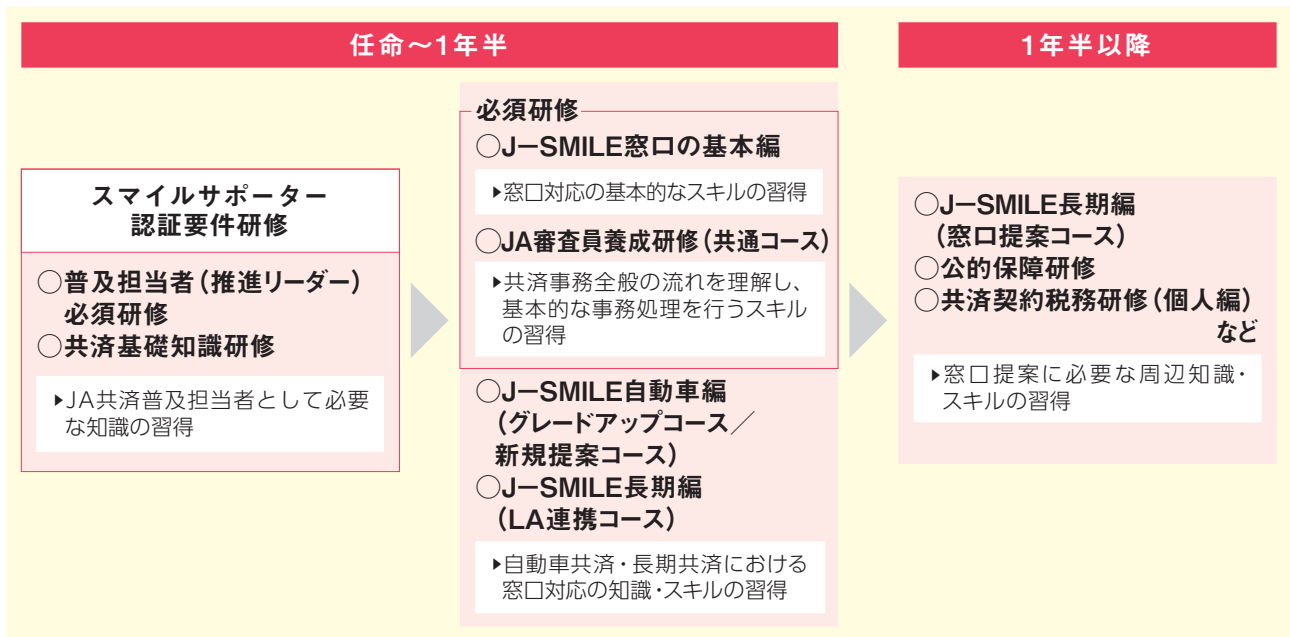 任命～1年半
スマイルサポーター
認証要件研修
○普及担当者（推進リーダー）
必須研修
○共済基礎知識研修
▶JA共済普及担当者として必要
な知識の習得
必須研修
○J－SMILE窓口の基本編
▶窓口対応の基本的なスキルの習得
○JA審査員養成研修（共通コース）
▶共済事務全般の流れを理解し、
基本的な事務処理を行うスキル
の習得
○J－SMILE自動車編
（グレードアップコース／
新規提案コース）
○J－SMILE長期編
（LA連携コース）
▶自動車共済・長期共済における
窓口対応の知識・スキルの習得
1年半以降
○J－SMILE長期編
（窓口提案コース）
○公的保障研修
○共済契約税務研修（個人編）
など
▶窓口提案に必要な周辺知識・
スキルの習得